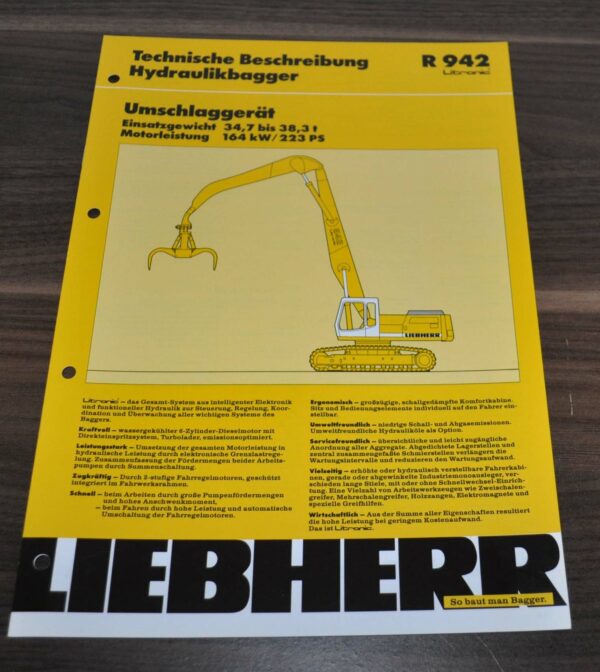 Technische Beschreibung
Hydraulikbagger
R 942
Litronic
Umschlaggerät
Einsatzgewicht 34,7 bis 38,3 t
Motorleistung 164 kW/223 PS
LIEBHERR
Litronic – das Gesamt-System aus intelligenter Elektronik
und funktioneller Hydraulik zur Steuerung, Regelung, Koor-
dination und Überwachung aller wichtigen Systeme des
Baggers.
Kraftvoll – wassergekühlter 6-Zylinder-Dieselmotor mit
Direkteinspritzsystem, Turbolader, emissionsoptimiert.
Leistungsstark – Umsetzung der gesamten Motorleistung in
hydraulische Leistung durch elektronische Grenzlastrege-
lung. Zusammenfassung der Fördermengen beider Arbeits-
pumpen durch Summenschaltung.
Zugkräftig – Durch 2-stufige Fahrregelmotoren, geschützt
integriert im Fahrwerksrahmen.
Schnell – beim Arbeiten durch große Pumpenfördermengen
und hohes Anschwenkmoment,
– beim Fahren durch hohe Leistung und automatische
Umschaltung der Fahrregelmotoren.
Ergonomisch – großzügige, schallgedämpfte Komfortkabine.
Sitz und Bedienungselemente individuell auf den Fahrer ein-
stellbar.
Umweltfreundlich – niedrige Schall- und Abgasemissionen.
Umweltfreundliche Hydrauliköle als Option.
Servicefreundlich – übersichtliche und leicht zugängliche
Anordnung aller Aggregate. Abgedichtete Lagerstellen und
zentral zusammengefaßte Schmierstellen verlängern die
Wartungsintervalle und reduzieren den Wartungsaufwand.
Vielseitig – erhöhte oder hydraulisch verstellbare Fahrerkabi-
nen, gerade oder abgewinkelte Industriemonoausleger, ver-
schieden lange Stiele, mit oder ohne Schnellwechsel-Einrich-
tung. Eine Vielzahl von Arbeitswerkzeugen wie Zweischalen-
greifer, Mehrschalengreifer, Holzzangen, Elektromagnete und
spezielle Greifhilfen.
Wirtschaftlich – Aus der Summe aller Eigenschaften resultiert
die hohe Leistung bei geringem Kostenaufwand.
Das ist Litronic.
LIEBHERR
So baut man Bagger.